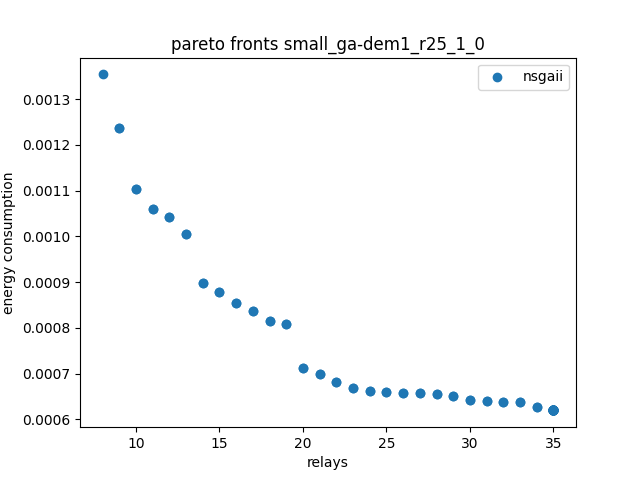 pareto fronts small_ga-dem1_r25_1_0
nsgaii
energy consumption
0.0013
0.0012
0.0011
0.0010
0.0009
0.0008
0.0007
0.0006
10 15 20 25 30 35
relays